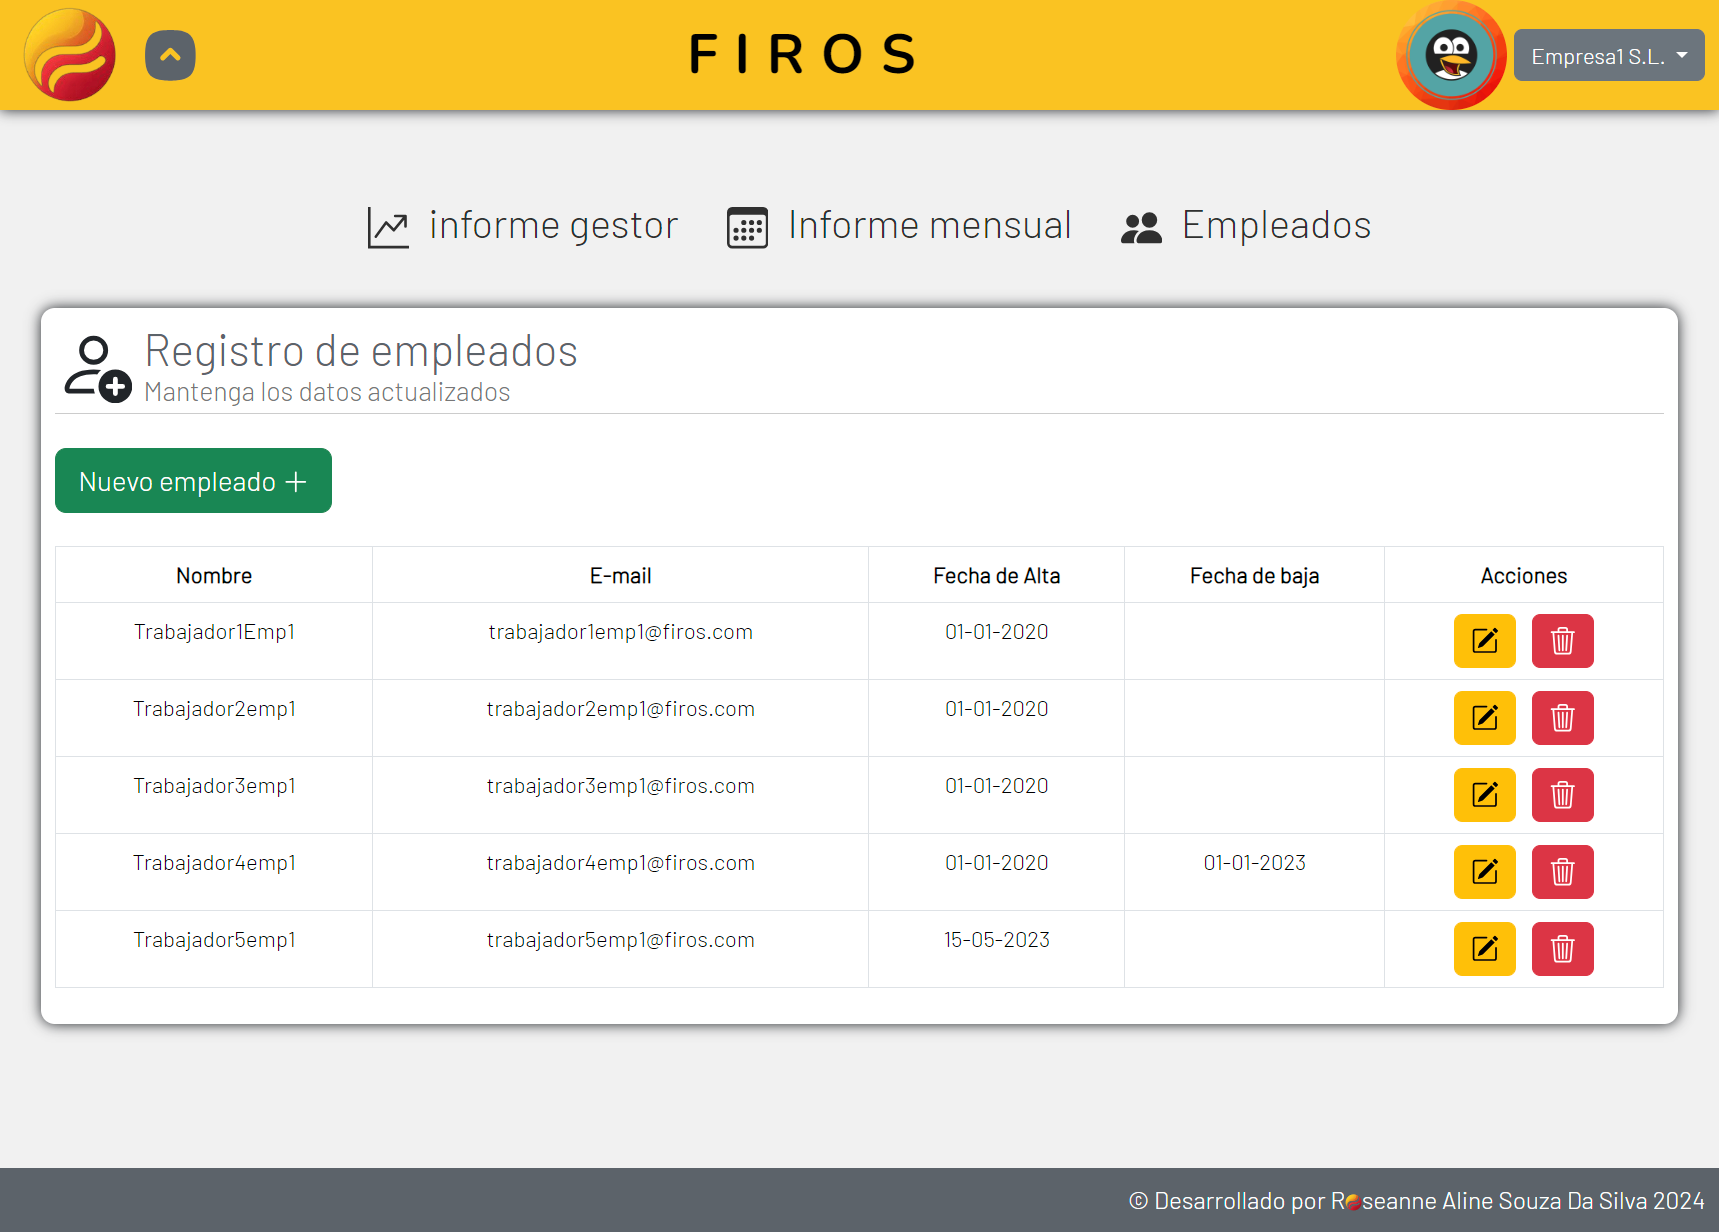 FIROS
Empresa1 S.L.
informe gestor
Informe mensual
Empleados
Registro de empleados
Mantenga los datos actualizados
Nuevo empleado +
Nombre E-mail Fecha de Alta Fecha de baja Acciones
Trabajador1Emp1 trabajador1emp1@firos.com 01-01-2020
Trabajador2emp1 trabajador2emp1@firos.com 01-01-2020
Trabajador3emp1 trabajador3emp1@firos.com 01-01-2020
Trabajador4emp1 trabajador4emp1@firos.com 01-01-2020 01-01-2023
Trabajador5emp1 trabajador5emp1@firos.com 15-05-2023
© Desarrollado por Roseanne Aline Souza Da Silva 2024